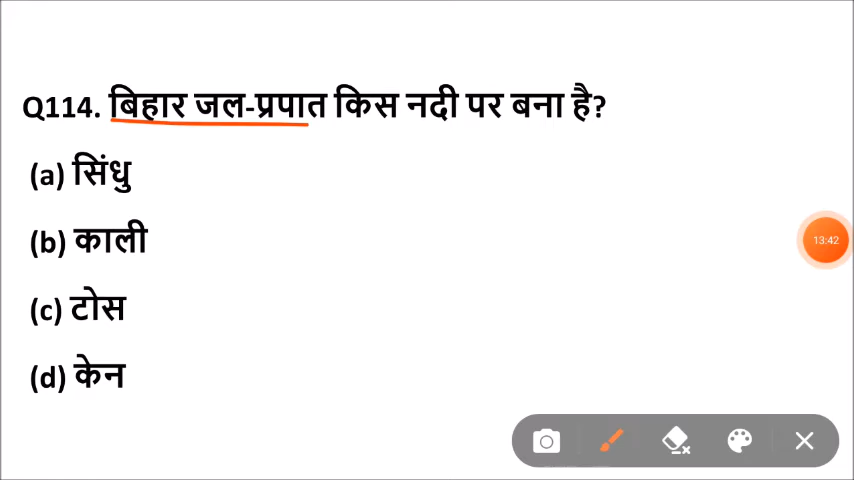 Q114. बिहार जल-प्रपात किस नदी पर बना है?
(a) सिंधु
(b) काली
(c) टोस
(d) केन
13:42